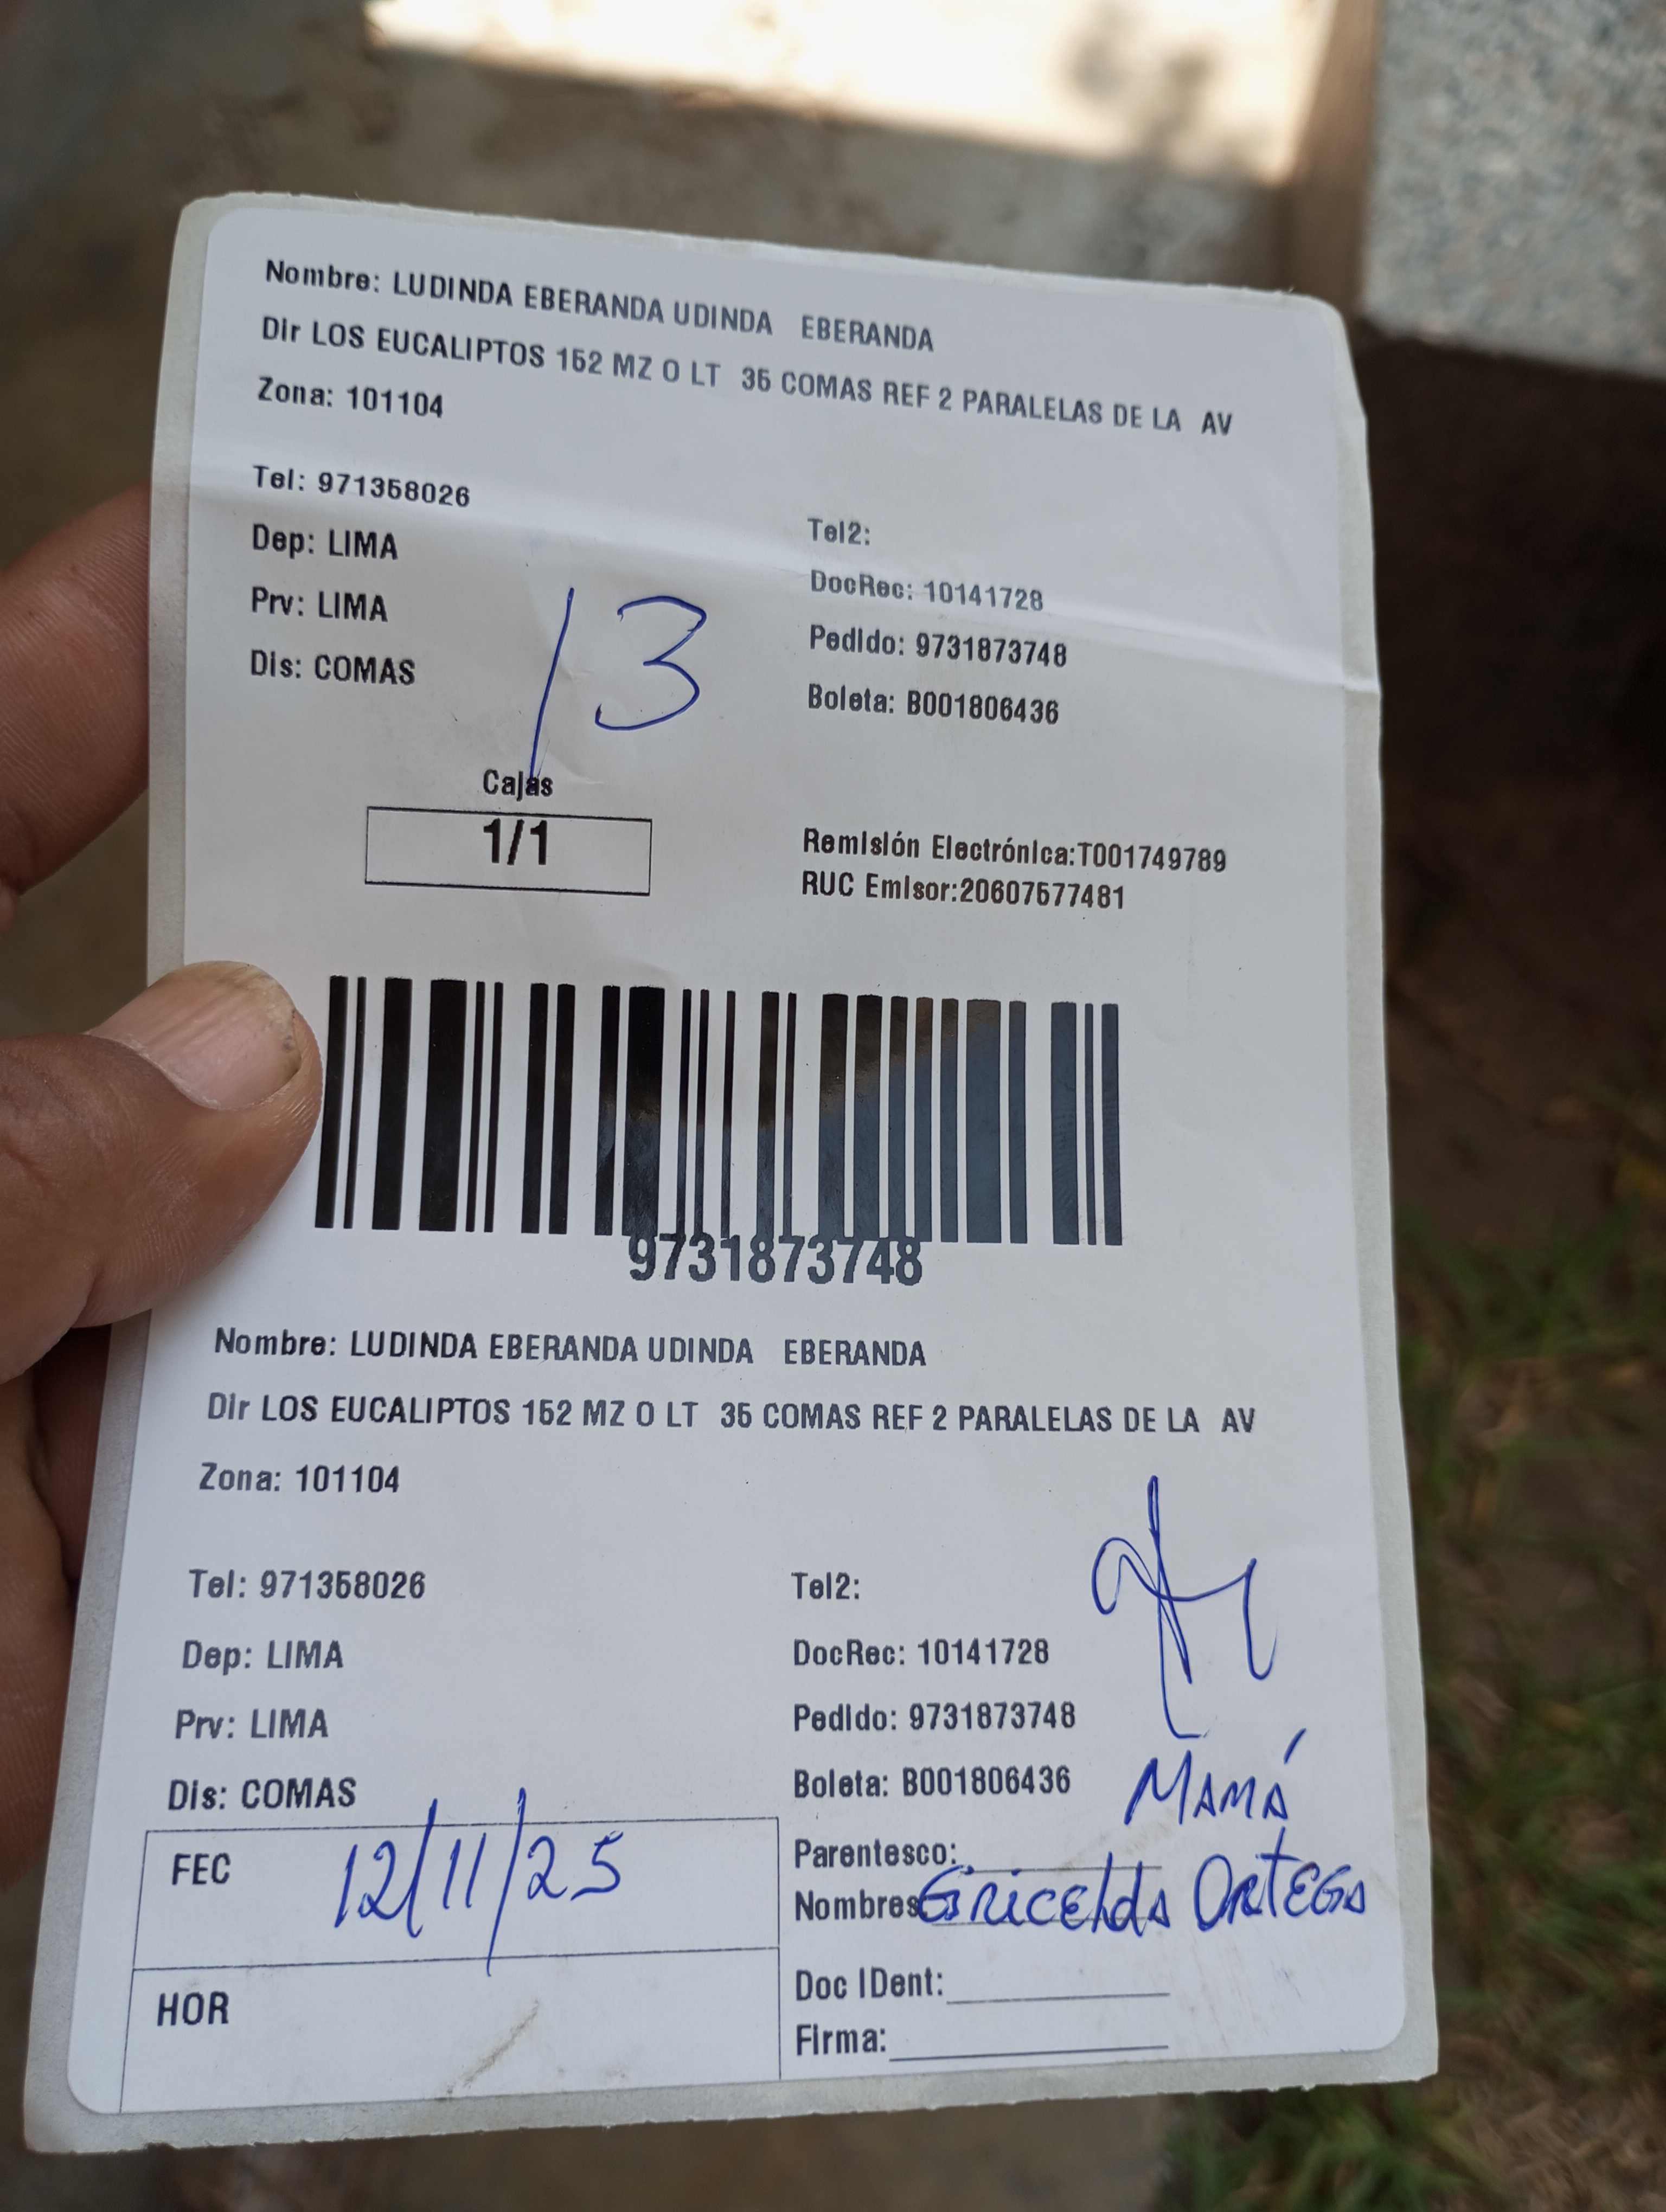 Nombre: LUDINDA EBERANDA UDINDA EBERANDA
Dir LOS EUCALIPTOS 152 MZ O LT 35 COMAS REF 2 PARALELAS DE LA AV
Zona: 101104
Tel: 971358026
Tel2:
Dep: LIMA
DocRec: 10141728
Prv: LIMA
Pedido: 9731873748
Dis: COMAS
Boleta: B001806436
13
Cajas
1/1
Remisión Electrónica:T001749789
RUC Emisor:20607577481
9731873748
Nombre: LUDINDA EBERANDA UDINDA EBERANDA
Dir LOS EUCALIPTOS 152 MZ O LT 35 COMAS REF 2 PARALELAS DE LA AV
Zona: 101104
Tel: 971358026
Tel2:
Dep: LIMA
DocRec: 10141728
Prv: LIMA
Pedido: 9731873748
Dis: COMAS
Boleta: B001806436
MAMÁ
FEC 12/11/25
Parentesco:
Nombres Gricelda Ortega
HOR
Doc IDent:
Firma: